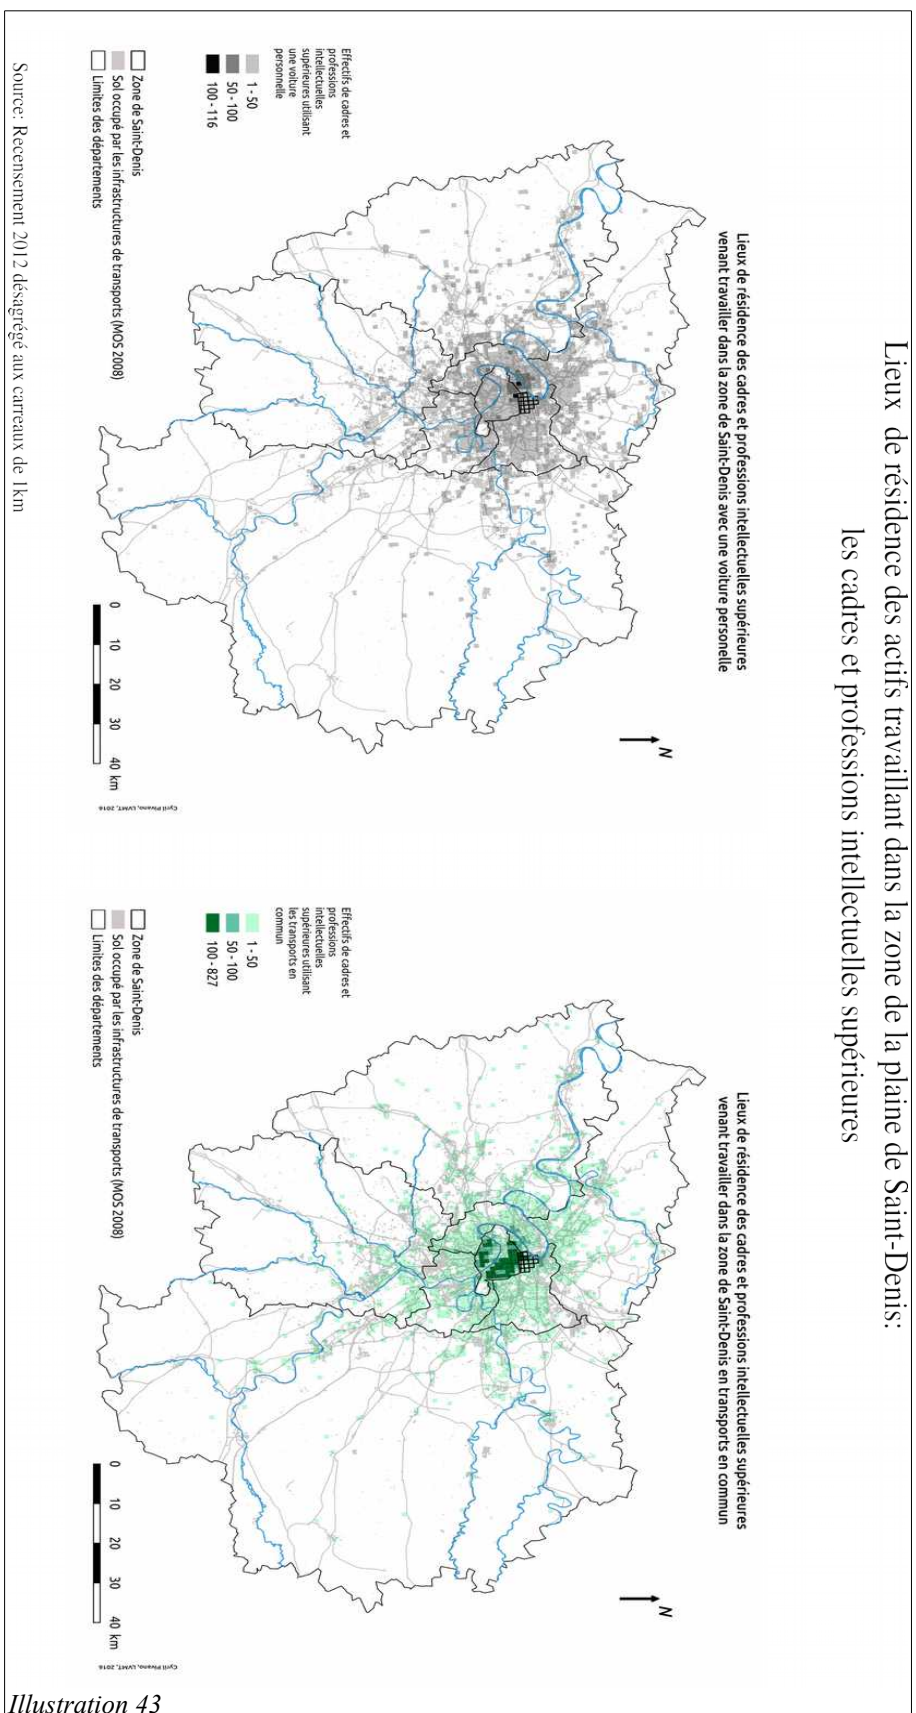 Lieux de résidence des actifs travaillant dans la zone de la plaine de Saint-Denis:
les cadres et professions intellectuelles supérieures
Lieux de résidence des cadres et professions intellectuelles supérieures
venant travailler dans la zone de Saint-Denis avec une voiture personelle
N
Effectifs de cadres et
professions
intellectuelles
supérieures utilisant
une voiture
personnelle
1 - 50
50 - 100
100 - 116
Zone de Saint-Denis
Sol occupé par les infrastructures de transports (MOS 2008)
Limites des départements
0 10 20 30 40 km
Cyril Pivano, LVMT, 2016
Lieux de résidence des cadres et professions intellectuelles supérieures
venant travailler dans la zone de Saint-Denis en transports en commun
N
Effectifs de cadres et
professions
intellectuelles
supérieures utilisant
les transports en
commun
1 - 50
50 - 100
100 - 827
Zone de Saint-Denis
Sol occupé par les infrastructures de transports (MOS 2008)
Limites des départements
0 10 20 30 40 km
Cyril Pivano, LVMT, 2016
Source: Recensement 2012 désagrégé aux carreaux de 1km
Illustration 43